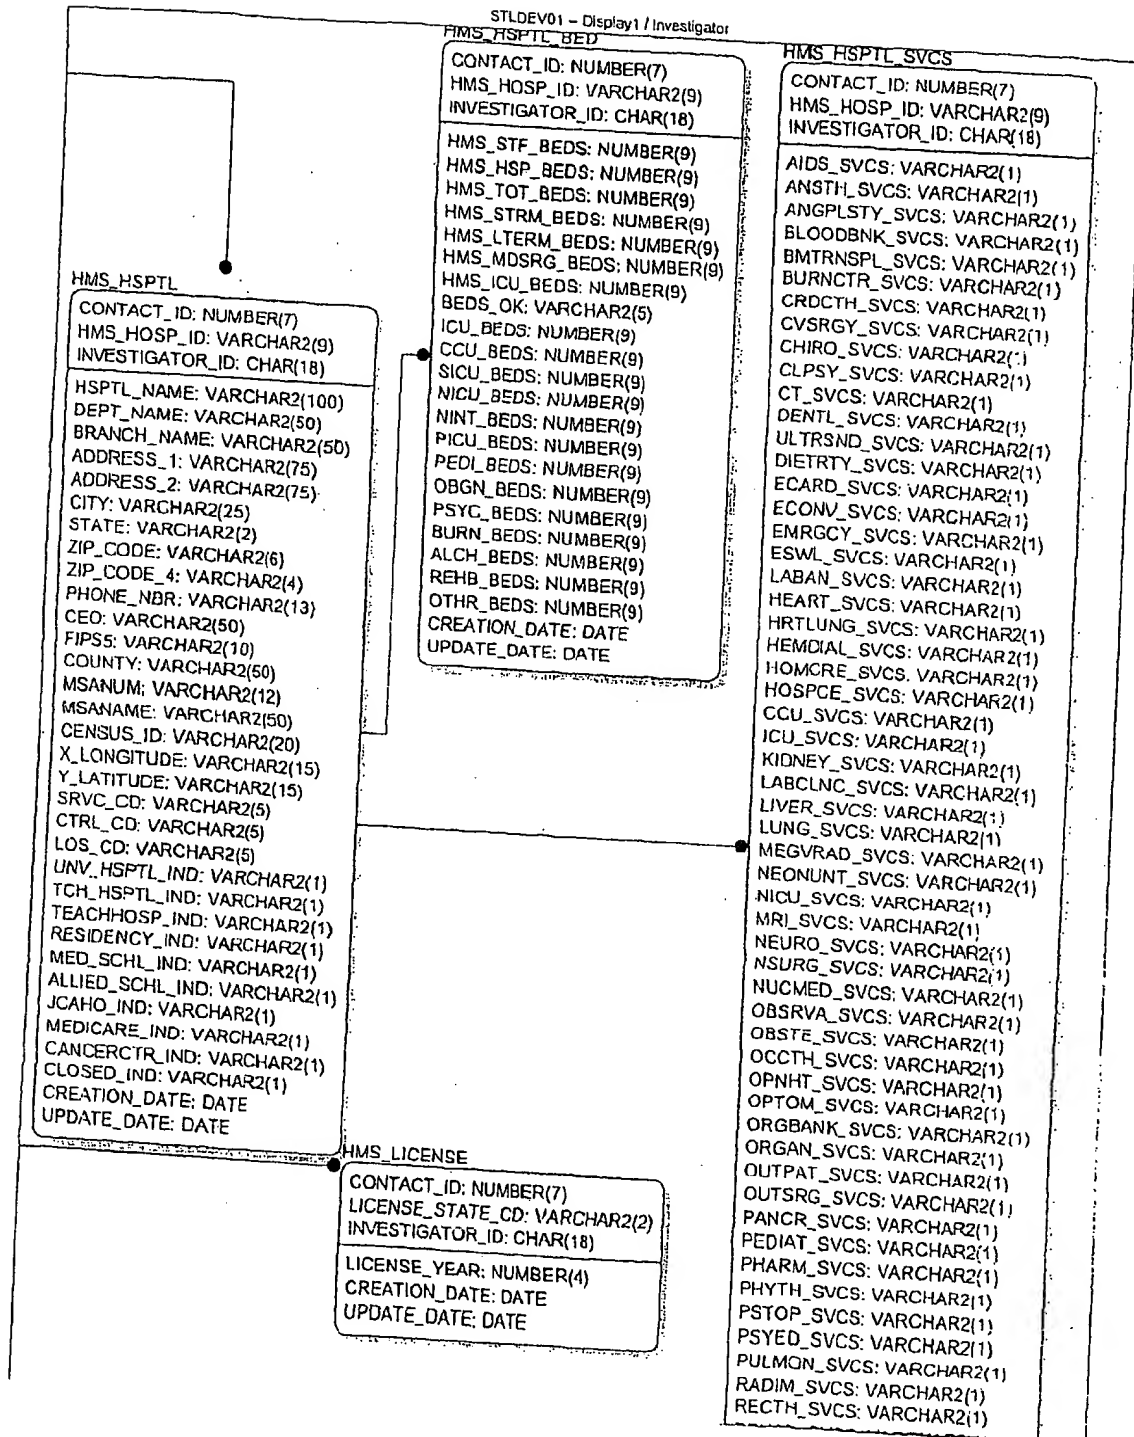 STLDEV01 – Display1 / Investigator
HMS_HSPTL
CONTACT_ID: NUMBER(7)
HMS_HOSP_ID: VARCHAR2(9)
INVESTIGATOR_ID: CHAR(18)
HSPTL_NAME: VARCHAR2(100)
DEPT_NAME: VARCHAR2(50)
BRANCH_NAME: VARCHAR2(50)
ADDRESS_1: VARCHAR2(75)
ADDRESS_2: VARCHAR2(75)
CITY: VARCHAR2(25)
STATE: VARCHAR2(2)
ZIP_CODE: VARCHAR2(6)
ZIP_CODE_4: VARCHAR2(4)
PHONE_NBR: VARCHAR2(13)
CEO: VARCHAR2(50)
FIPS5: VARCHAR2(10)
COUNTY: VARCHAR2(50)
MSANUM: VARCHAR2(12)
MSANAME: VARCHAR2(50)
CENSUS_ID: VARCHAR2(20)
X_LONGITUDE: VARCHAR2(15)
Y_LATITUDE: VARCHAR2(15)
SRVC_CD: VARCHAR2(5)
CTRL_CD: VARCHAR2(5)
LOS_CD: VARCHAR2(5)
UNV_HSPTL_IND: VARCHAR2(1)
TCH_HSPTL_IND: VARCHAR2(1)
TEACHHOSP_IND: VARCHAR2(1)
RESIDENCY_IND: VARCHAR2(1)
MED_SCHL_IND: VARCHAR2(1)
ALLIED_SCHL_IND: VARCHAR2(1)
JCAHO_IND: VARCHAR2(1)
MEDICARE_IND: VARCHAR2(1)
CANCERCTR_IND: VARCHAR2(1)
CLOSED_IND: VARCHAR2(1)
CREATION_DATE: DATE
UPDATE_DATE: DATE
HMS_HSPTL_BED
CONTACT_ID: NUMBER(7)
HMS_HOSP_ID: VARCHAR2(9)
INVESTIGATOR_ID: CHAR(18)
HMS_STF_BEDS: NUMBER(9)
HMS_HSP_BEDS: NUMBER(9)
HMS_TOT_BEDS: NUMBER(9)
HMS_STRM_BEDS: NUMBER(9)
HMS_LTERM_BEDS: NUMBER(9)
HMS_MDSRG_BEDS: NUMBER(9)
HMS_ICU_BEDS: NUMBER(9)
BEDS_OK: VARCHAR2(5)
ICU_BEDS: NUMBER(9)
CCU_BEDS: NUMBER(9)
SICU_BEDS: NUMBER(9)
NICU_BEDS: NUMBER(9)
NINT_BEDS: NUMBER(9)
PICU_BEDS: NUMBER(9)
PEDI_BEDS: NUMBER(9)
OBGN_BEDS: NUMBER(9)
PSYC_BEDS: NUMBER(9)
BURN_BEDS: NUMBER(9)
ALCH_BEDS: NUMBER(9)
REHB_BEDS: NUMBER(9)
OTHR_BEDS: NUMBER(9)
CREATION_DATE: DATE
UPDATE_DATE: DATE
HMS_LICENSE
CONTACT_ID: NUMBER(7)
LICENSE_STATE_CD: VARCHAR2(2)
INVESTIGATOR_ID: CHAR(18)
LICENSE_YEAR: NUMBER(4)
CREATION_DATE: DATE
UPDATE_DATE: DATE
HMS_HSPTL_SVCS
CONTACT_ID: NUMBER(7)
HMS_HOSP_ID: VARCHAR2(9)
INVESTIGATOR_ID: CHAR(18)
AIDS_SVCS: VARCHAR2(1)
ANSTH_SVCS: VARCHAR2(1)
ANGPLSTY_SVCS: VARCHAR2(1)
BLOODBNK_SVCS: VARCHAR2(1)
BMTRNSPL_SVCS: VARCHAR2(1)
BURNCTR_SVCS: VARCHAR2(1)
CRDCTH_SVCS: VARCHAR2(1)
CVSRGY_SVCS: VARCHAR2(1)
CHIRO_SVCS: VARCHAR2(1)
CLPSY_SVCS: VARCHAR2(1)
CT_SVCS: VARCHAR2(1)
DENTL_SVCS: VARCHAR2(1)
ULTRSND_SVCS: VARCHAR2(1)
DIETRTY_SVCS: VARCHAR2(1)
ECARD_SVCS: VARCHAR2(1)
ECONV_SVCS: VARCHAR2(1)
EMRGCY_SVCS: VARCHAR2(1)
ESWL_SVCS: VARCHAR2(1)
LABAN_SVCS: VARCHAR2(1)
HEART_SVCS: VARCHAR2(1)
HRTLUNG_SVCS: VARCHAR2(1)
HEMDIAL_SVCS: VARCHAR2(1)
HOMCRE_SVCS: VARCHAR2(1)
HOSPCE_SVCS: VARCHAR2(1)
CCU_SVCS: VARCHAR2(1)
ICU_SVCS: VARCHAR2(1)
KIDNEY_SVCS: VARCHAR2(1)
LABCLNC_SVCS: VARCHAR2(1)
LIVER_SVCS: VARCHAR2(1)
LUNG_SVCS: VARCHAR2(1)
MEGVRAD_SVCS: VARCHAR2(1)
NEONUNT_SVCS: VARCHAR2(1)
NICU_SVCS: VARCHAR2(1)
MRI_SVCS: VARCHAR2(1)
NEURO_SVCS: VARCHAR2(1)
NSURG_SVCS: VARCHAR2(1)
NUCMED_SVCS: VARCHAR2(1)
OBSRVA_SVCS: VARCHAR2(1)
OBSTE_SVCS: VARCHAR2(1)
OCCTH_SVCS: VARCHAR2(1)
OPNHT_SVCS: VARCHAR2(1)
OPTOM_SVCS: VARCHAR2(1)
ORGBANK_SVCS: VARCHAR2(1)
ORGAN_SVCS: VARCHAR2(1)
OUTPAT_SVCS: VARCHAR2(1)
OUTSRG_SVCS: VARCHAR2(1)
PANCR_SVCS: VARCHAR2(1)
PEDIAT_SVCS: VARCHAR2(1)
PHARM_SVCS: VARCHAR2(1)
PHYTH_SVCS: VARCHAR2(1)
PSTOP_SVCS: VARCHAR2(1)
PSYED_SVCS: VARCHAR2(1)
PULMON_SVCS: VARCHAR2(1)
RADIM_SVCS: VARCHAR2(1)
RECTH_SVCS: VARCHAR2(1)